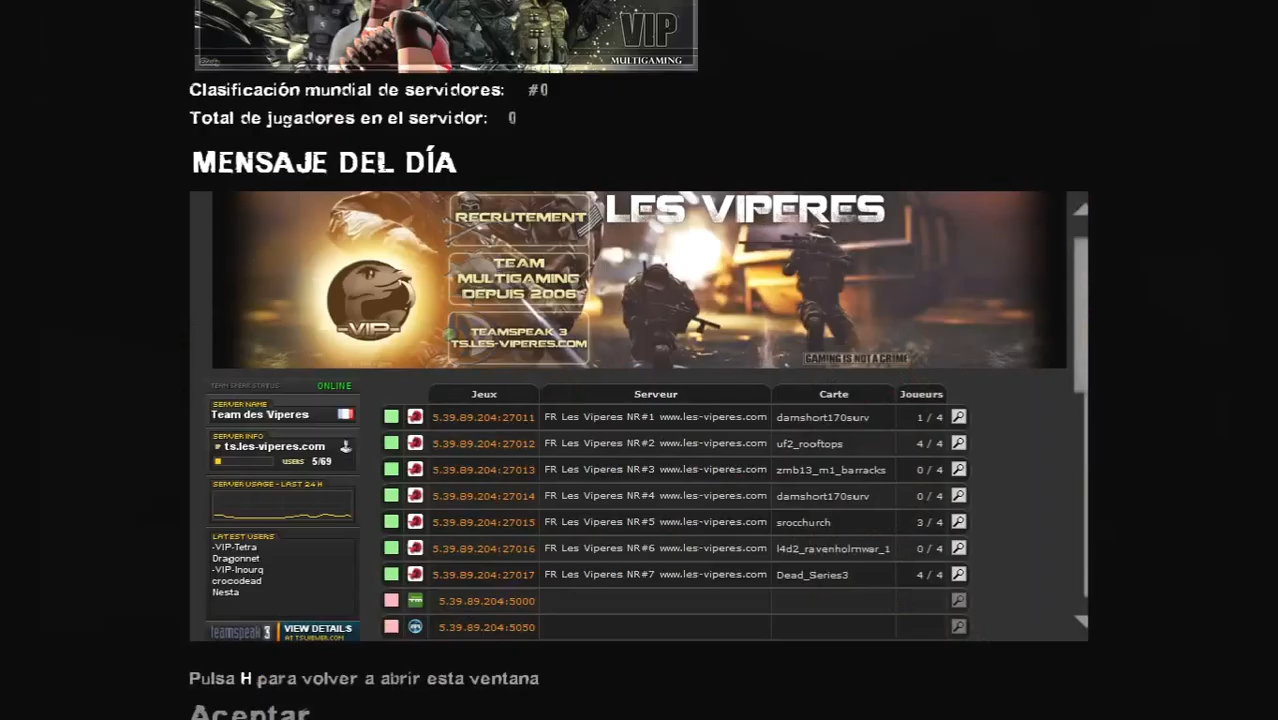 VIP
MULTIGAMING
Clasificación mundial de servidores: #0
Total de jugadores en el servidor: 0
MENSAJE DEL DÍA
RECRUTEMENT
LES VIPERES
TEAM
MULTIGAMING
DEPUIS 2006
-VIP-
TEAMSPEAK 3
TS.LES-VIPERES.COM
GAMING IS NOT A CRIME
TEAM SPEAK STATUS ONLINE
SERVER NAME
Team des Viperes
SERVER INFO
ts.les-viperes.com
USERS 5/69
SERVER USAGE - LAST 24 H
LATEST USERS
-VIP-Tetra
Dragonnet
-VIP-Inourq
crocodead
Nesta
teamspeak 3 VIEW DETAILS
AT TSVIEWER.COM
Jeux Serveur Carte Joueurs
5.39.89.204:27011 FR Les Viperes NR#1 www.les-viperes.com damshort170surv 1 / 4
5.39.89.204:27012 FR Les Viperes NR#2 www.les-viperes.com uf2_rooftops 4 / 4
5.39.89.204:27013 FR Les Viperes NR#3 www.les-viperes.com zmb13_m1_barracks 0 / 4
5.39.89.204:27014 FR Les Viperes NR#4 www.les-viperes.com damshort170surv 0 / 4
5.39.89.204:27015 FR Les Viperes NR#5 www.les-viperes.com srocchurch 3 / 4
5.39.89.204:27016 FR Les Viperes NR#6 www.les-viperes.com l4d2_ravenholmwar_1 0 / 4
5.39.89.204:27017 FR Les Viperes NR#7 www.les-viperes.com Dead_Series3 4 / 4
5.39.89.204:5000
5.39.89.204:5050
Pulsa H para volver a abrir esta ventana
Aceptar